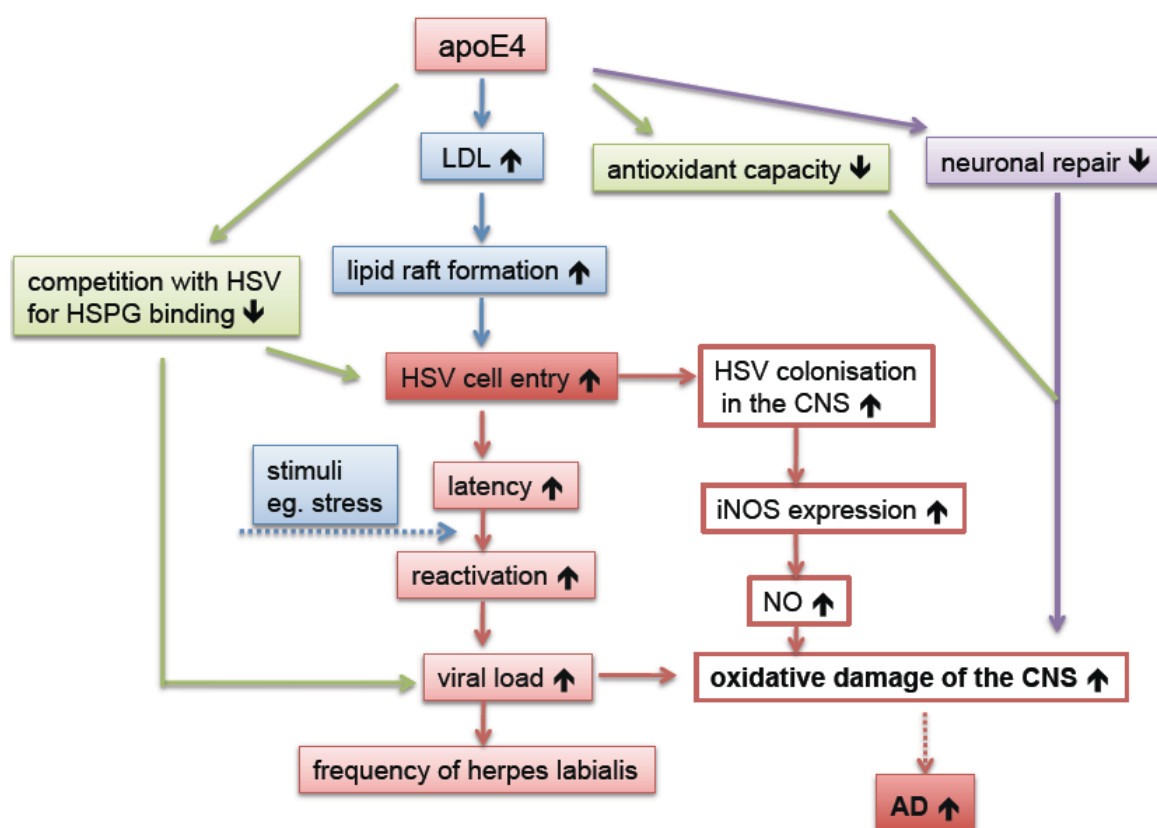 apoE4
LDL 🡹
antioxidant capacity 🡻
neuronal repair 🡻
lipid raft formation 🡹
competition with HSV
for HSPG binding 🡻
HSV cell entry 🡹
HSV colonisation
in the CNS 🡹
stimuli
eg. stress
latency 🡹
iNOS expression 🡹
reactivation 🡹
NO 🡹
viral load 🡹
oxidative damage of the CNS 🡹
frequency of herpes labialis
AD 🡹